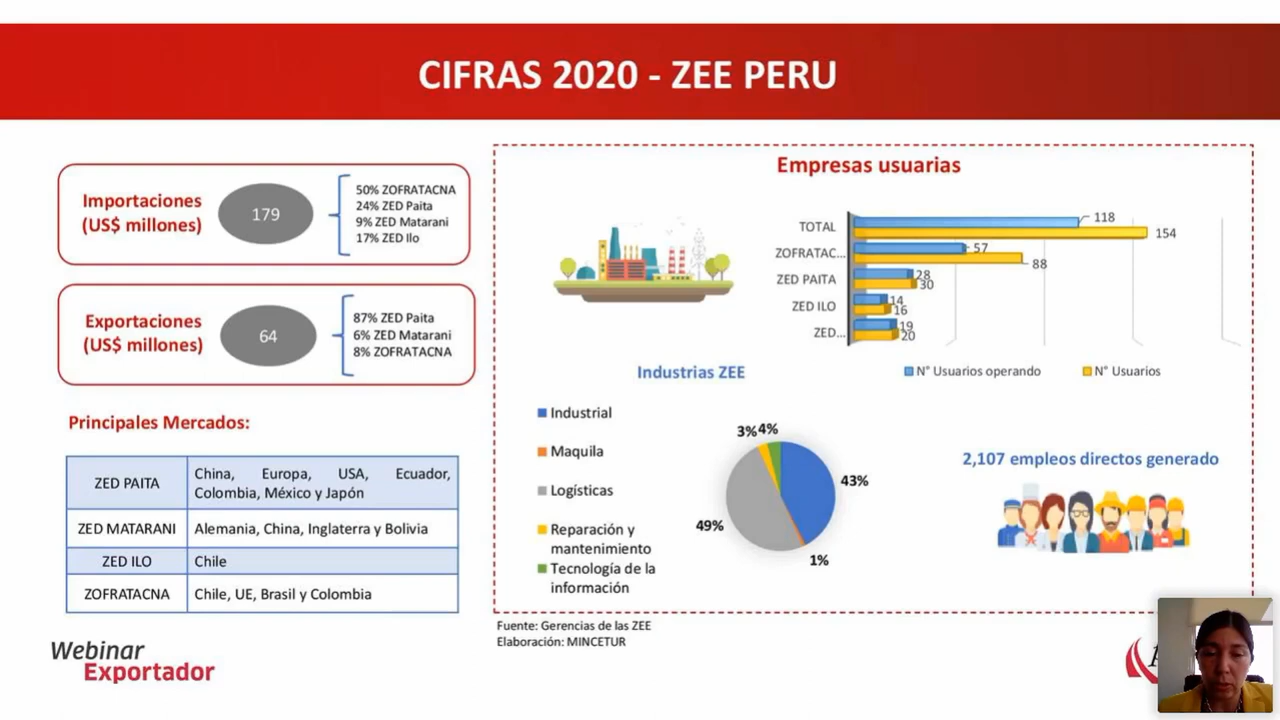 CIFRAS 2020 - ZEE PERU
Importaciones
(US$ millones)
179
50% ZOFRATACNA
24% ZED Paita
9% ZED Matarani
17% ZED Ilo
Exportaciones
(US$ millones)
64
87% ZED Paita
6% ZED Matarani
8% ZOFRATACNA
Principales Mercados:
ZED PAITA
China, Europa, USA, Ecuador,
Colombia, México y Japón
ZED MATARANI
Alemania, China, Inglaterra y Bolivia
ZED ILO
Chile
ZOFRATACNA
Chile, UE, Brasil y Colombia
Empresas usuarias
TOTAL
118
154
ZOFRATAC...
57
88
ZED PAITA
28
30
ZED ILO
14
16
ZED...
19
20
N° Usuarios operando
N° Usuarios
Industrias ZEE
Industrial
Maquila
Logísticas
Reparación y
mantenimiento
Tecnología de la
información
3%
4%
43%
49%
1%
2,107 empleos directos generado
Fuente: Gerencias de las ZEE
Elaboración: MINCETUR
Webinar
Exportador